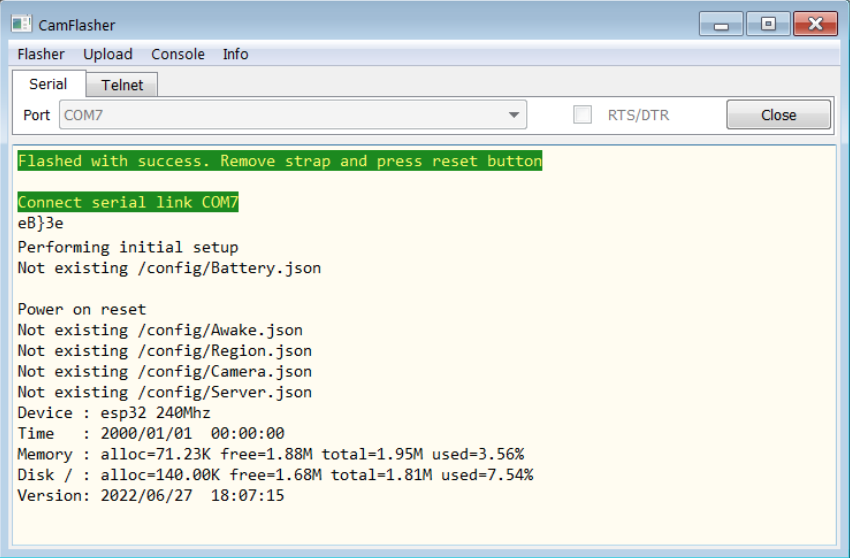 CamFlasher
Flasher Upload Console Info
Serial Telnet
Port COM7 RTS/DTR Close
Flashed with success. Remove strap and press reset button
Connect serial link COM7
eB}3e
Performing initial setup
Not existing /config/Battery.json
Power on reset
Not existing /config/Awake.json
Not existing /config/Region.json
Not existing /config/Camera.json
Not existing /config/Server.json
Device : esp32 240Mhz
Time   : 2000/01/01  00:00:00
Memory : alloc=71.23K free=1.88M total=1.95M used=3.56%
Disk / : alloc=140.00K free=1.68M total=1.81M used=7.54%
Version: 2022/06/27  18:07:15